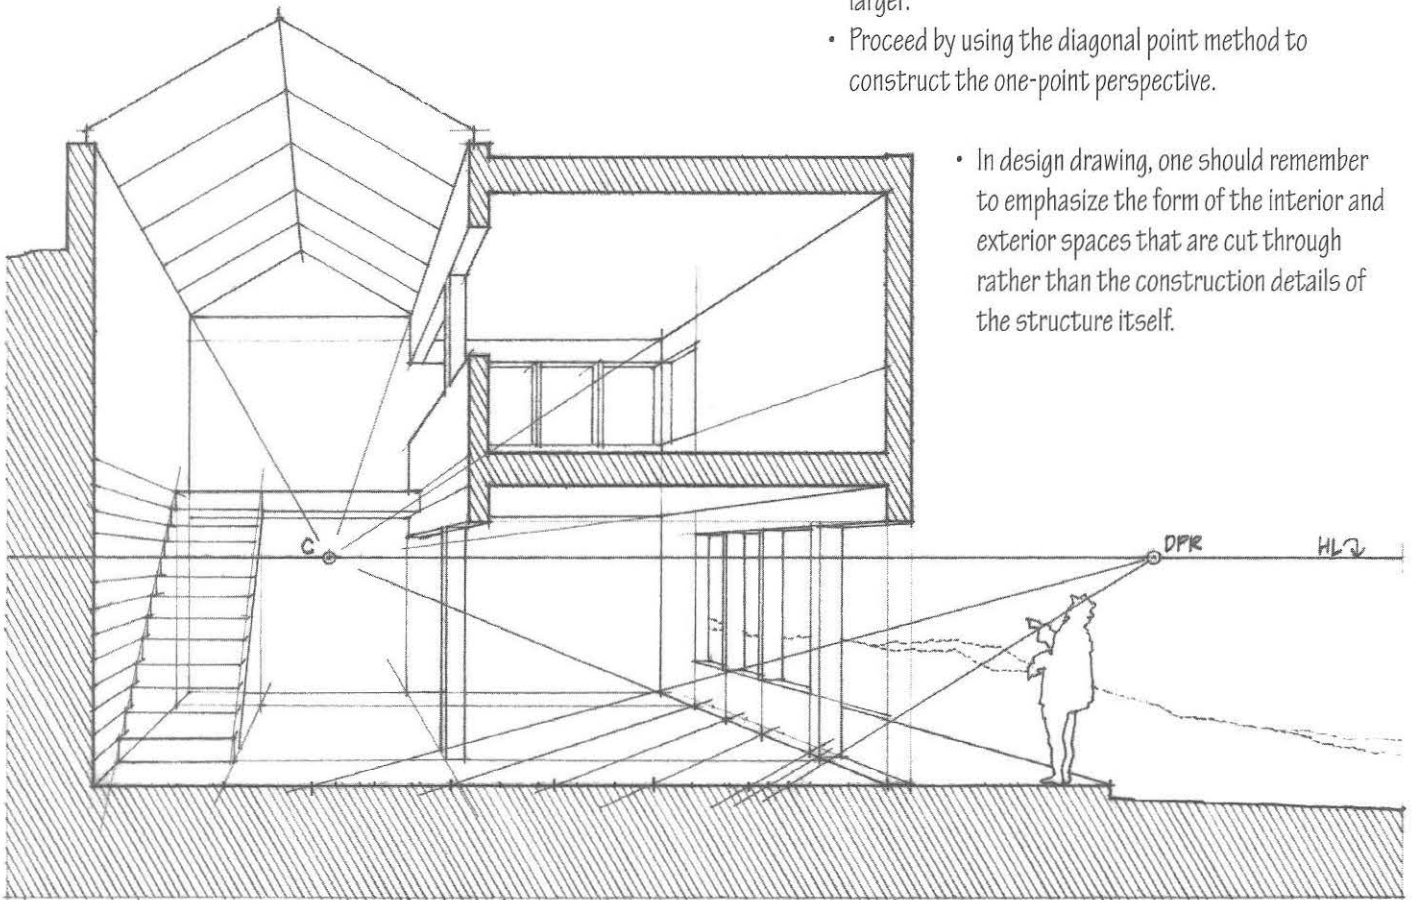 larger.
• Proceed by using the diagonal point method to
construct the one-point perspective.
• In design drawing, one should remember
to emphasize the form of the interior and
exterior spaces that are cut through
rather than the construction details of
the structure itself.
C
DPR
HL